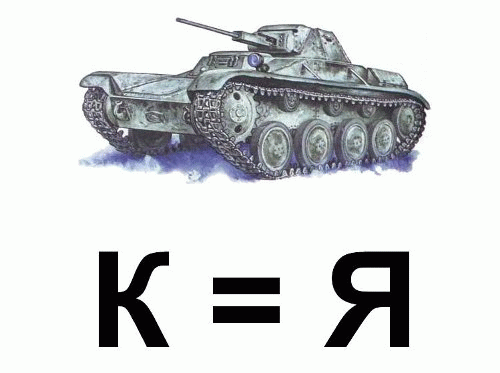 К = Я